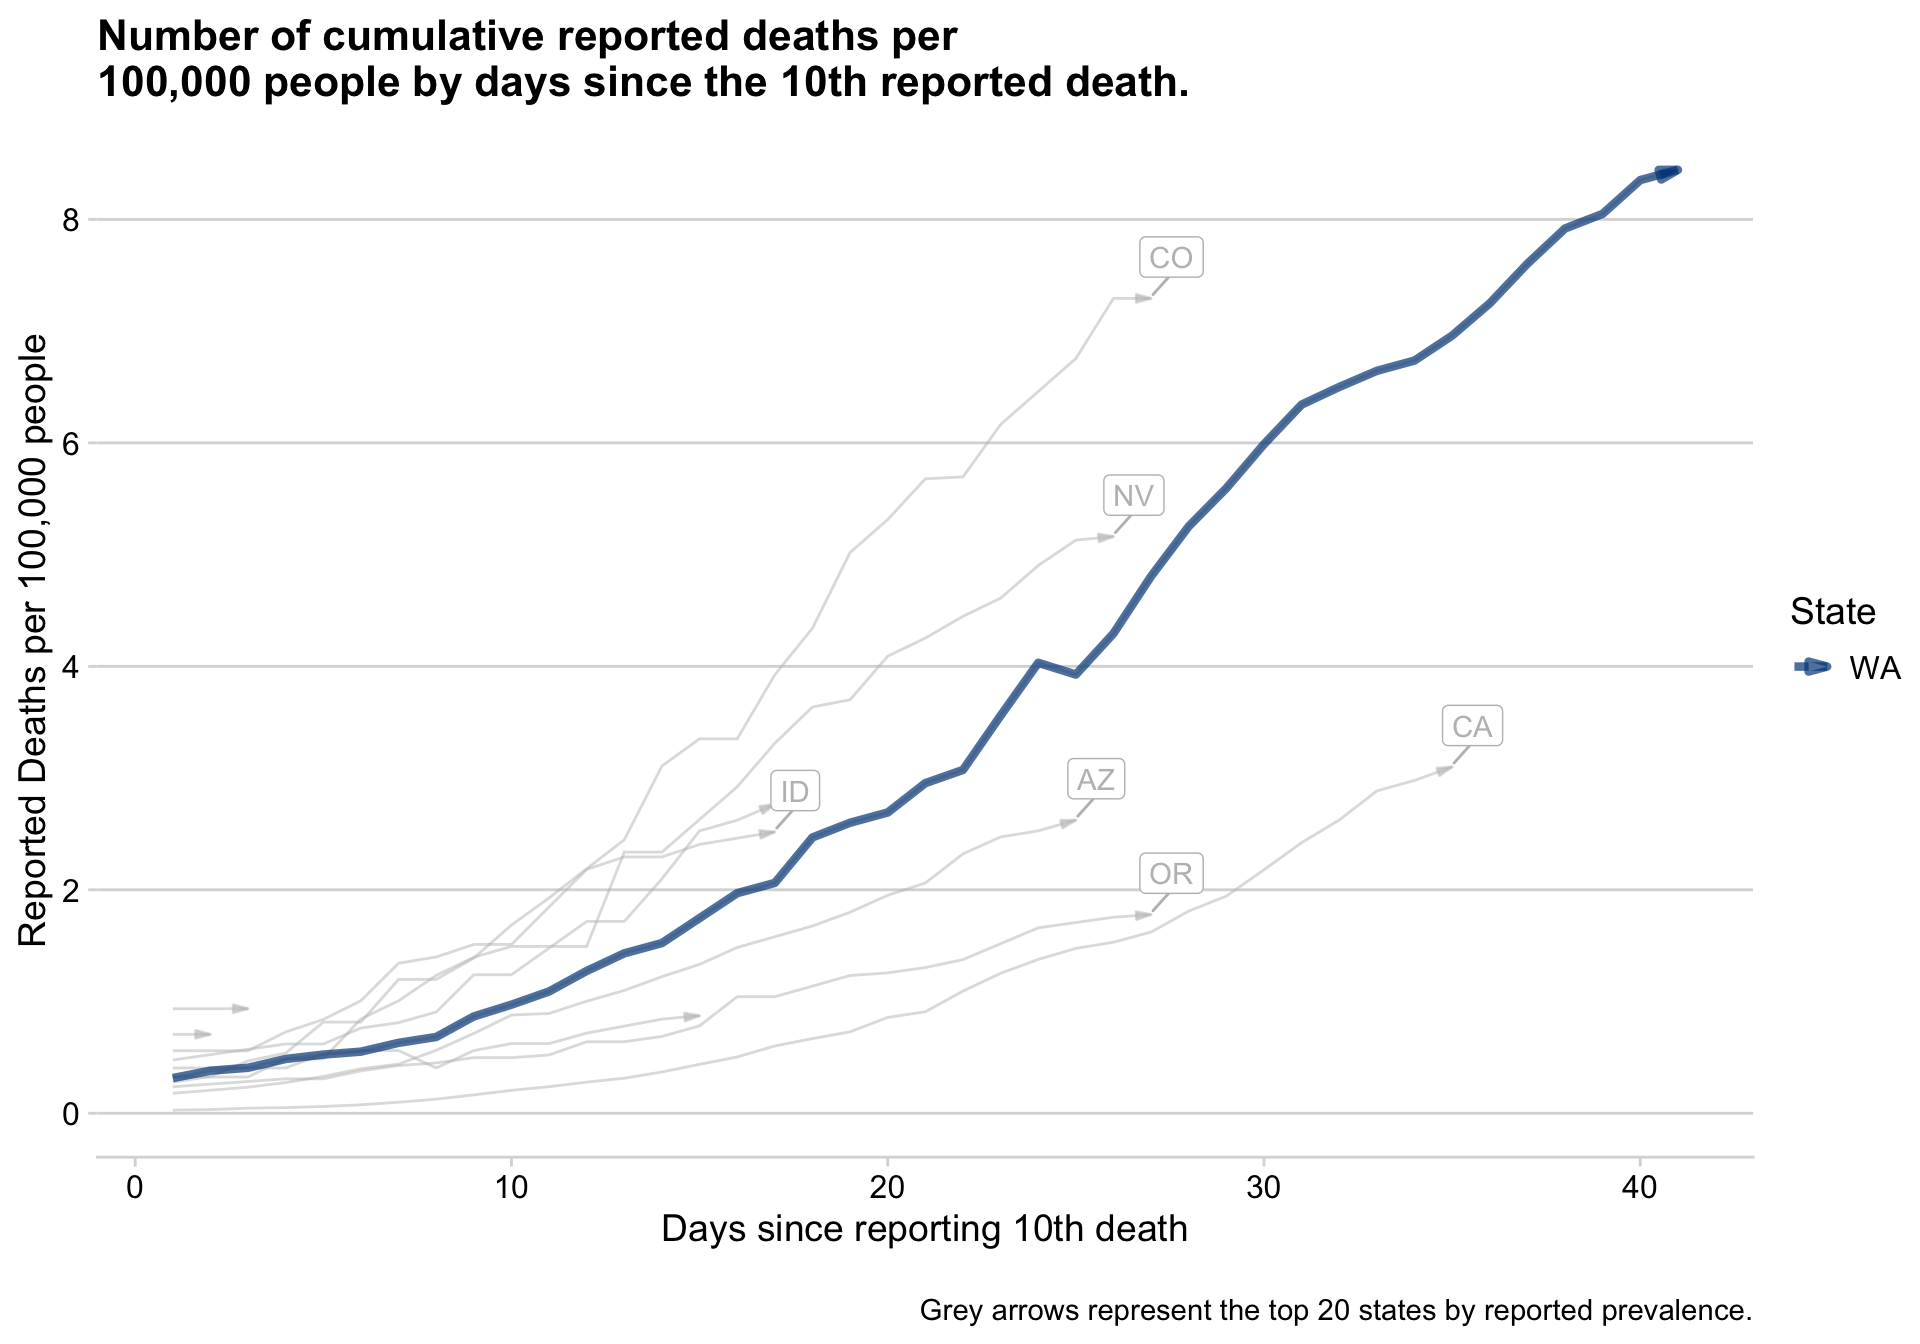 Number of cumulative reported deaths per
100,000 people by days since the 10th reported death.
Reported Deaths per 100,000 people
8
6
4
2
0
CO
NV
ID
AZ
CA
OR
State
WA
0 10 20 30 40
Days since reporting 10th death
Grey arrows represent the top 20 states by reported prevalence.